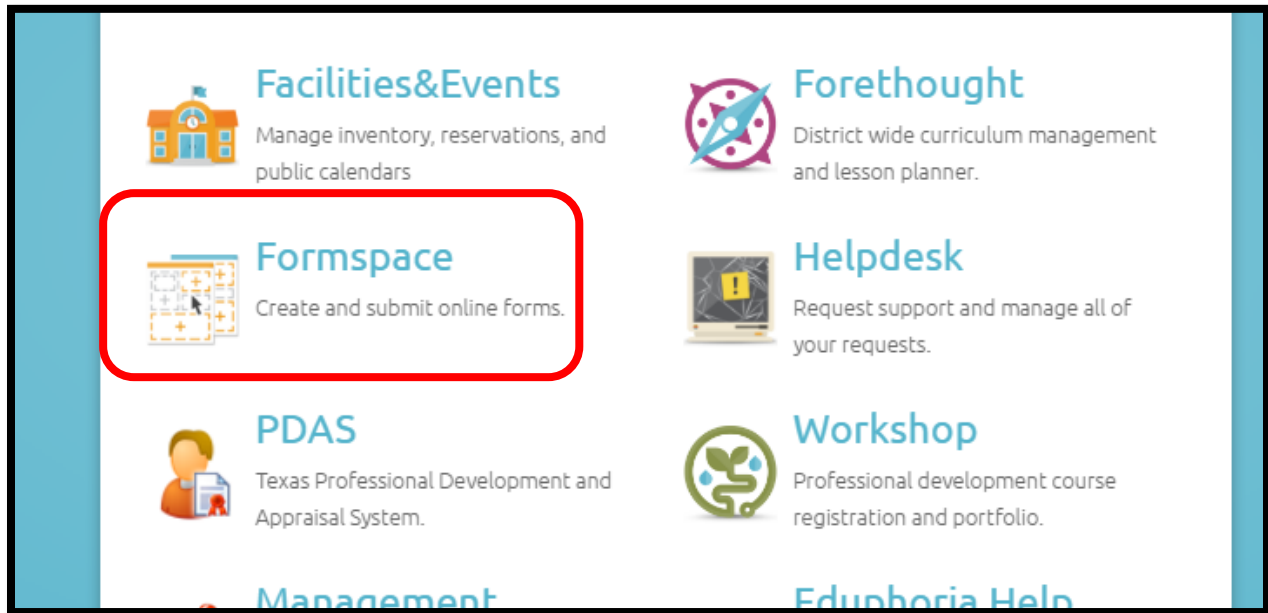 Facilities&Events
Manage inventory, reservations, and
public calendars
Forethought
District wide curriculum management
and lesson planner.
Formspace
Create and submit online forms.
Helpdesk
Request support and manage all of
your requests.
PDAS
Texas Professional Development and
Appraisal System.
Workshop
Professional development course
registration and portfolio.
Management
Eduphoria Help